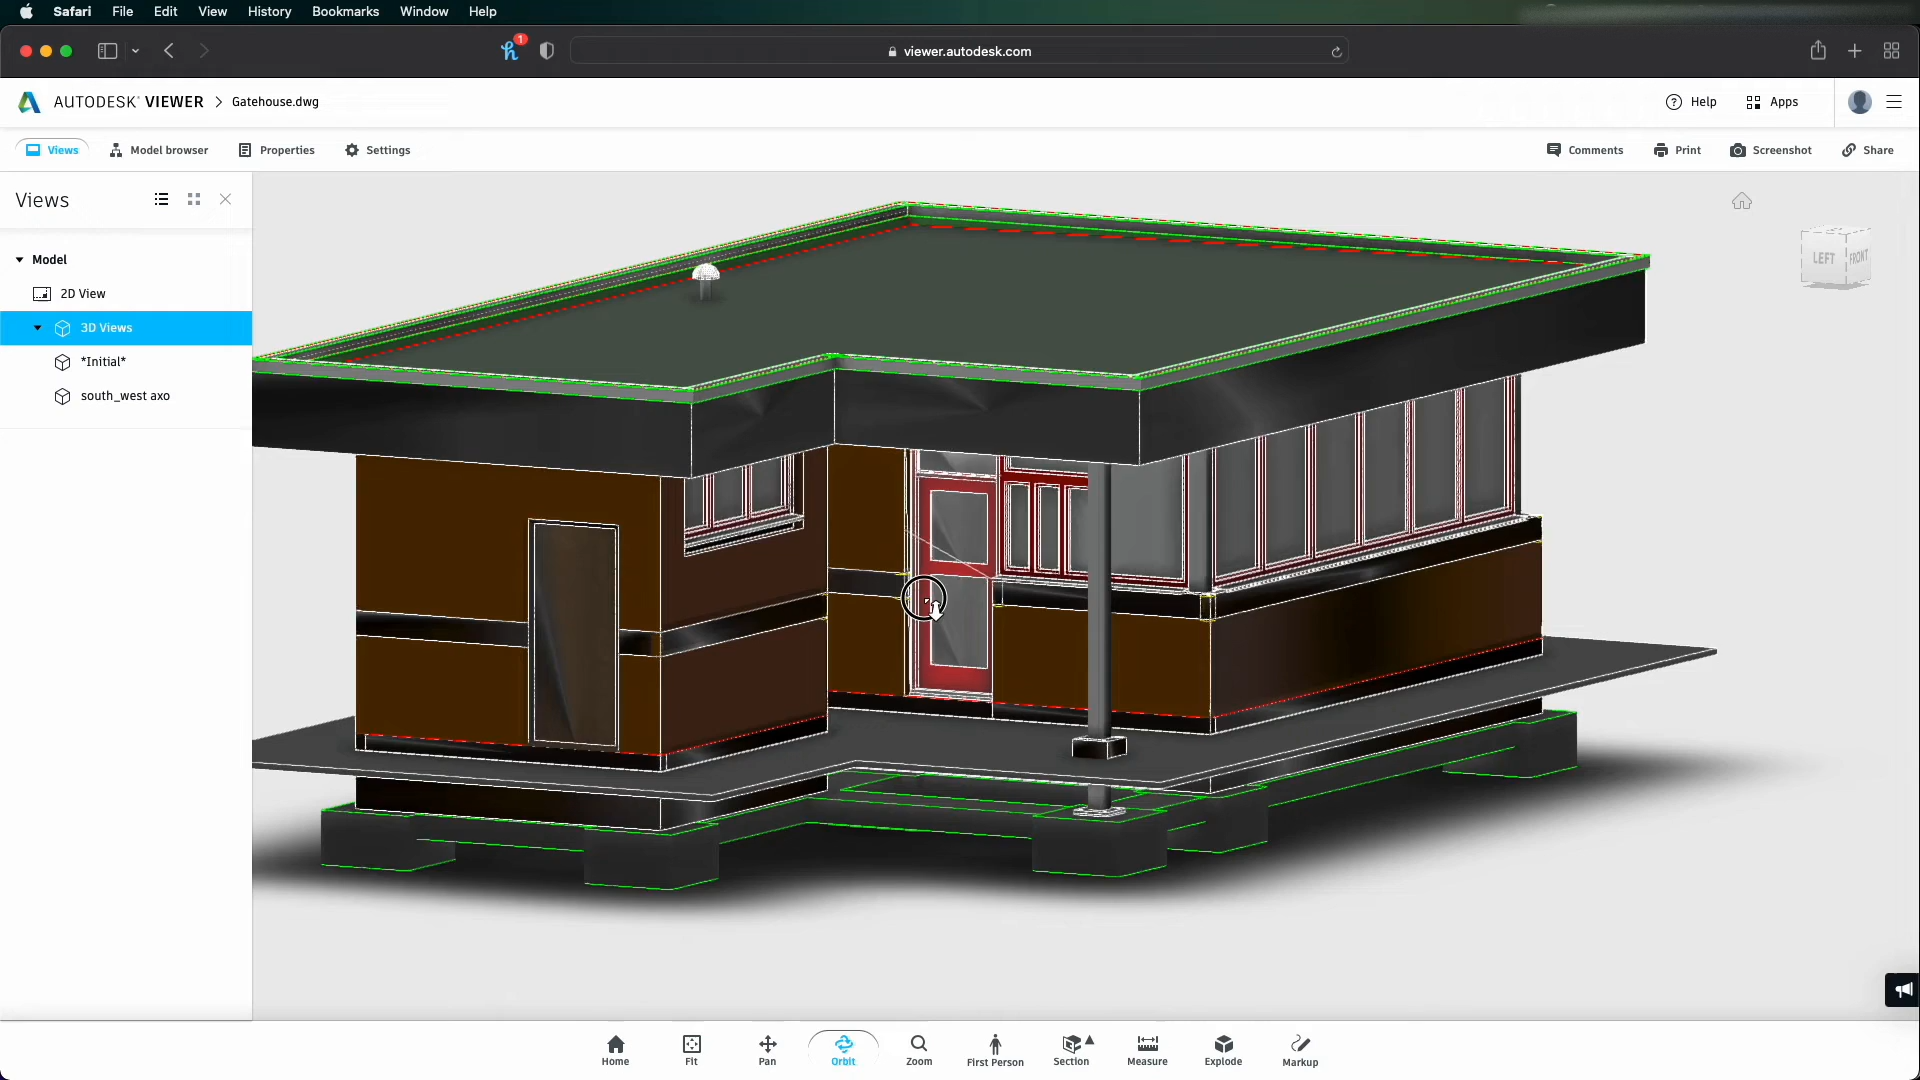 Safari File Edit View History Bookmarks Window Help
1
viewer.autodesk.com
AUTODESK® VIEWER > Gatehouse.dwg
Help Apps
Views Model browser Properties Settings
Comments Print Screenshot Share
Views
Model
2D View
3D Views
*Initial*
south_west axo
LEFT FRONT
Home Fit Pan Orbit Zoom First Person Section Measure Explode Markup